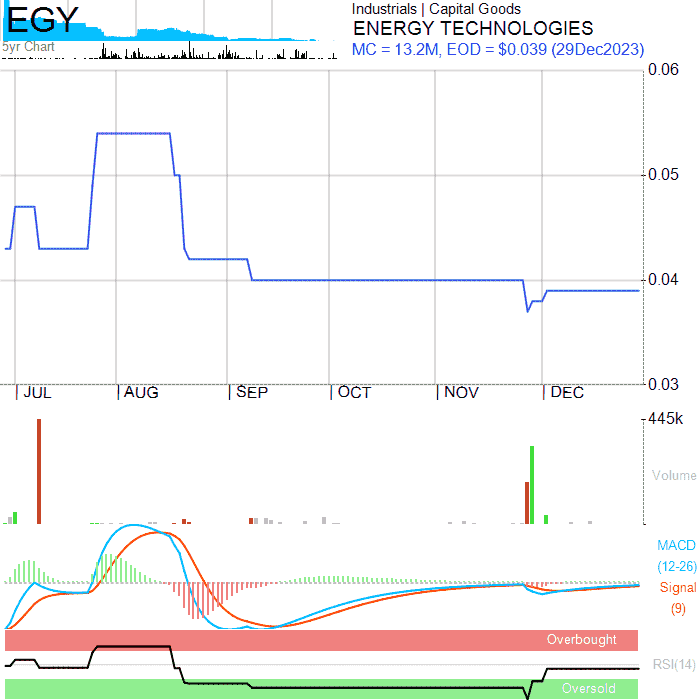 EGY
5yr Chart
Industrials | Capital Goods
ENERGY TECHNOLOGIES
MC = 13.2M, EOD = $0.039 (29Dec2023)
0.06
0.05
0.04
0.03
JUL AUG SEP OCT NOV DEC
445k
Volume
MACD
(12-26)
Signal
(9)
Overbought
RSI(14)
Oversold